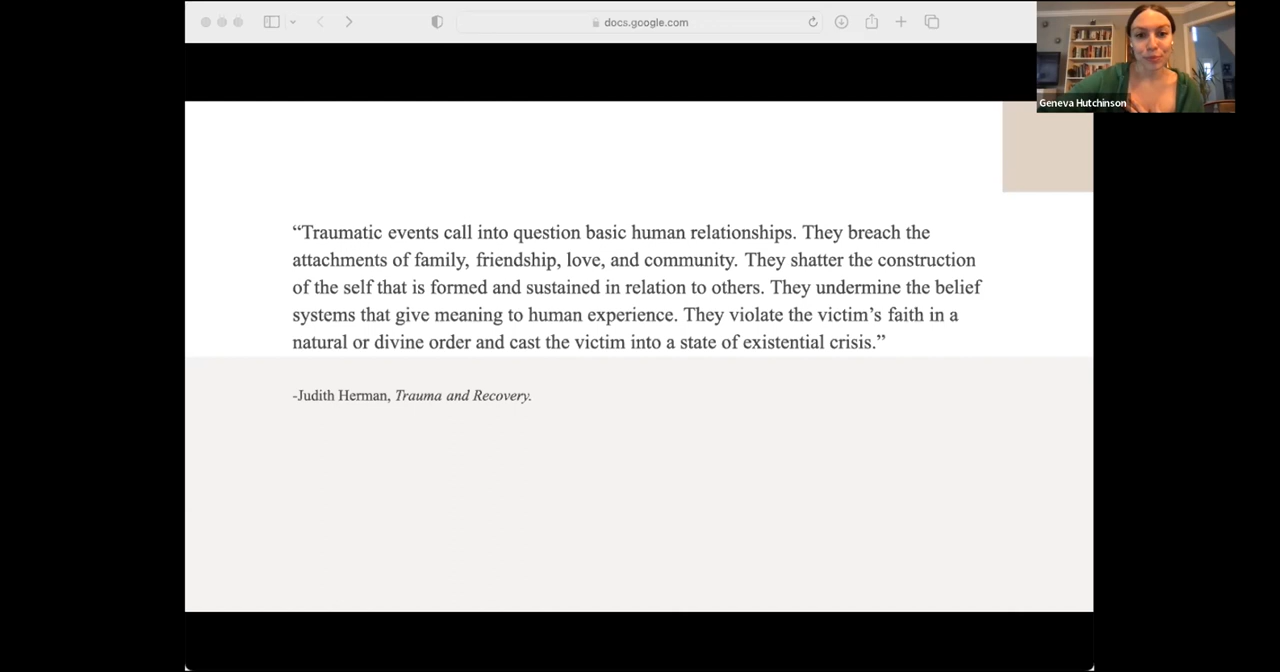 docs.google.com
Geneva Hutchinson
“Traumatic events call into question basic human relationships. They breach the
attachments of family, friendship, love, and community. They shatter the construction
of the self that is formed and sustained in relation to others. They undermine the belief
systems that give meaning to human experience. They violate the victim’s faith in a
natural or divine order and cast the victim into a state of existential crisis.”
-Judith Herman, Trauma and Recovery.